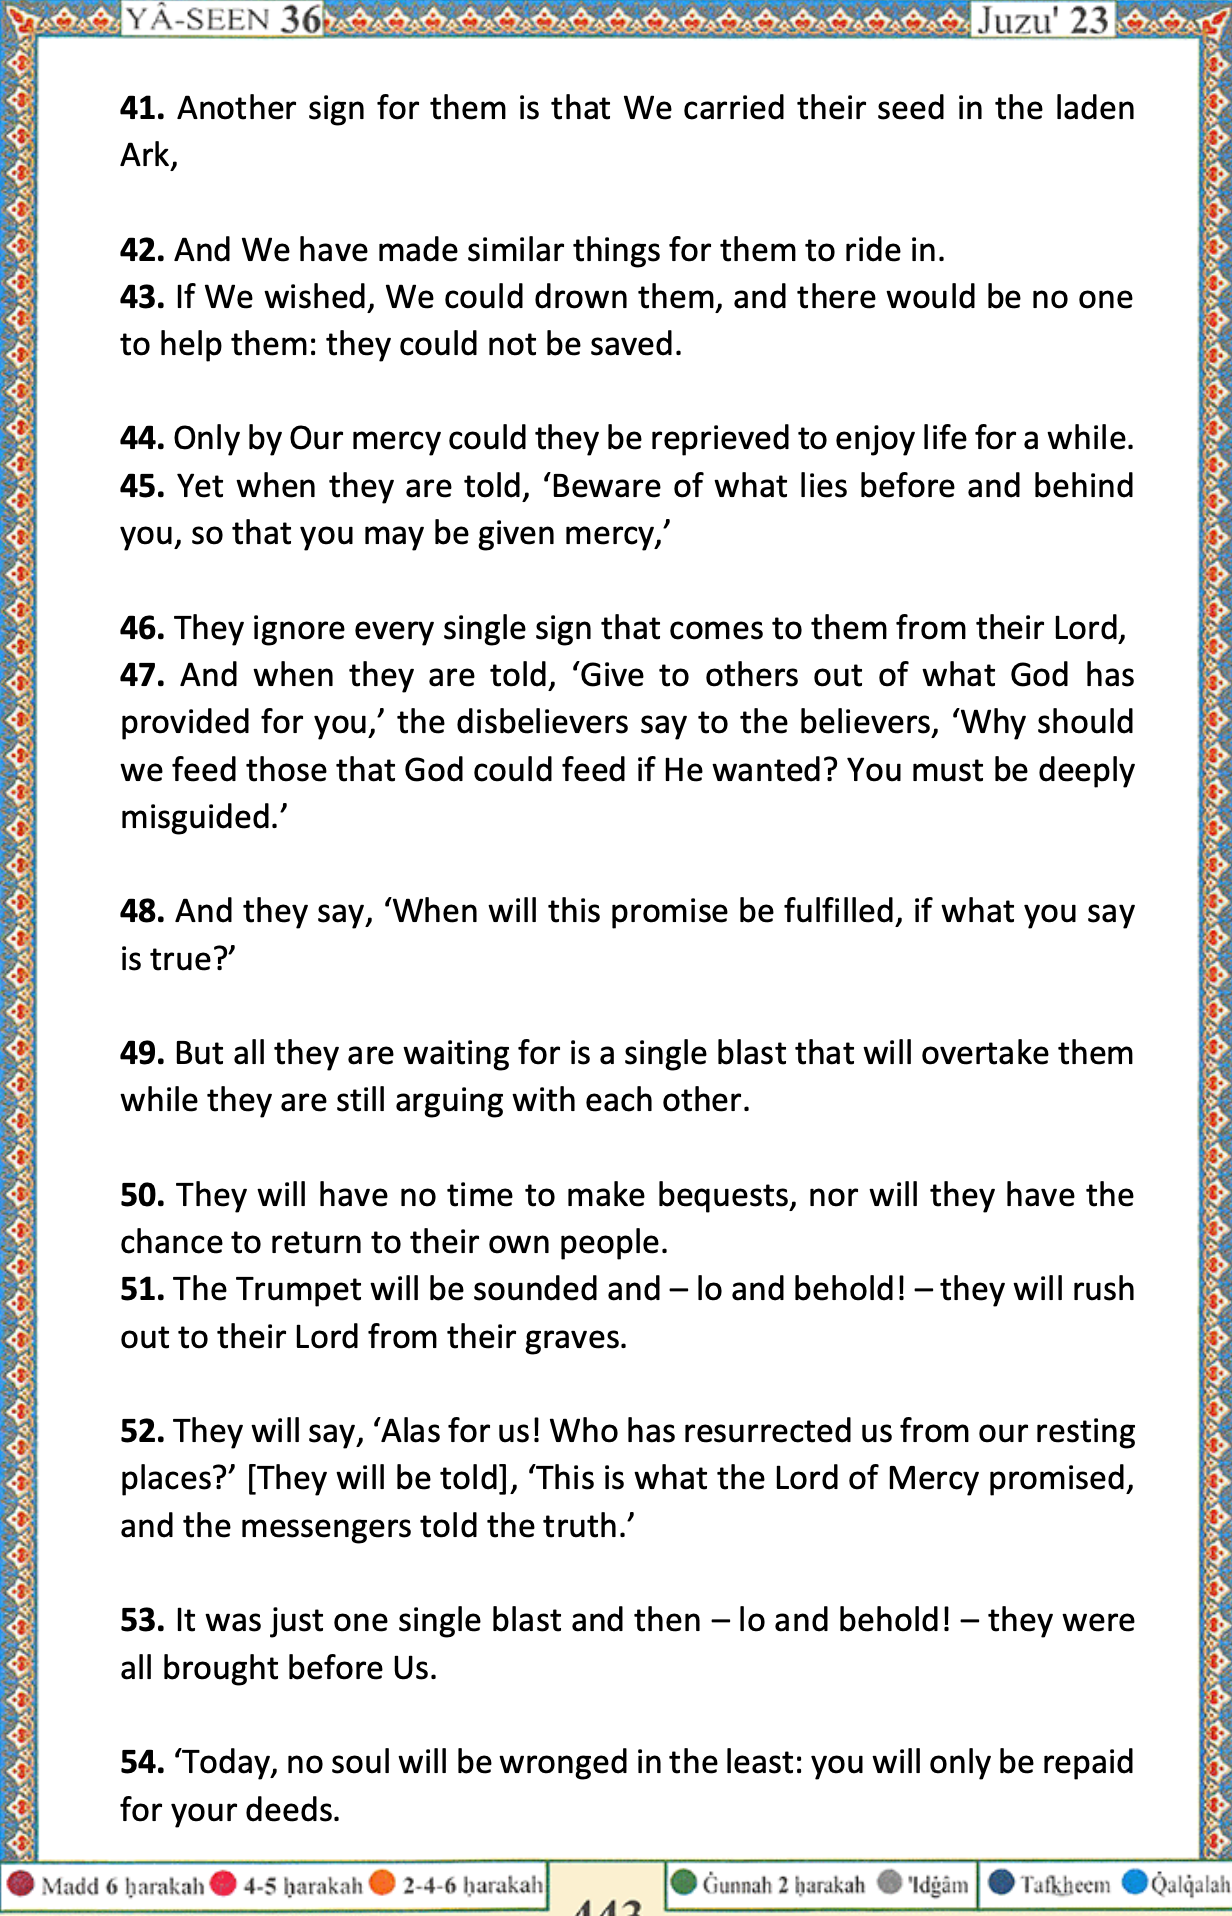 YÂ-SEEN 36
Juzu' 23
41. Another sign for them is that We carried their seed in the laden
Ark,
42. And We have made similar things for them to ride in.
43. If We wished, We could drown them, and there would be no one
to help them: they could not be saved.
44. Only by Our mercy could they be reprieved to enjoy life for a while.
45. Yet when they are told, ‘Beware of what lies before and behind
you, so that you may be given mercy,’
46. They ignore every single sign that comes to them from their Lord,
47. And when they are told, ‘Give to others out of what God has
provided for you,’ the disbelievers say to the believers, ‘Why should
we feed those that God could feed if He wanted? You must be deeply
misguided.’
48. And they say, ‘When will this promise be fulfilled, if what you say
is true?’
49. But all they are waiting for is a single blast that will overtake them
while they are still arguing with each other.
50. They will have no time to make bequests, nor will they have the
chance to return to their own people.
51. The Trumpet will be sounded and – lo and behold! – they will rush
out to their Lord from their graves.
52. They will say, ‘Alas for us! Who has resurrected us from our resting
places?’ [They will be told], ‘This is what the Lord of Mercy promised,
and the messengers told the truth.’
53. It was just one single blast and then – lo and behold! – they were
all brought before Us.
54. ‘Today, no soul will be wronged in the least: you will only be repaid
for your deeds.
Madd 6 ḥarakah 4-5 ḥarakah 2-4-6 ḥarakah
443
Ġunnah 2 ḥarakah 'Idġâm Tafkheem Qalqalah